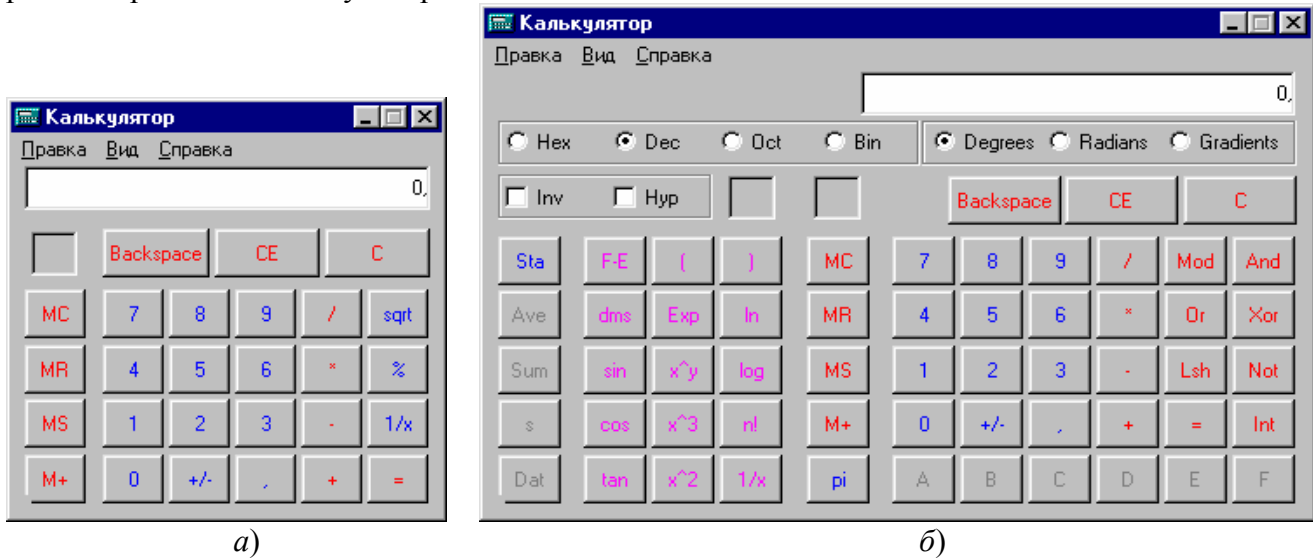 Калькулятор
Правка Вид Справка
0,
Backspace CE C
MC 7 8 9 / sqrt
MR 4 5 6 * %
MS 1 2 3 - 1/x
M+ 0 +/- , + =
а)
Калькулятор
Правка Вид Справка
0,
Hex Dec Oct Bin Degrees Radians Gradients
Inv Hyp Backspace CE C
Sta F-E ( ) MC 7 8 9 / Mod And
Ave dms Exp ln MR 4 5 6 * Or Xor
Sum sin x^y log MS 1 2 3 - Lsh Not
s cos x^3 n! M+ 0 +/- , + = Int
Dat tan x^2 1/x pi A B C D E F
б)